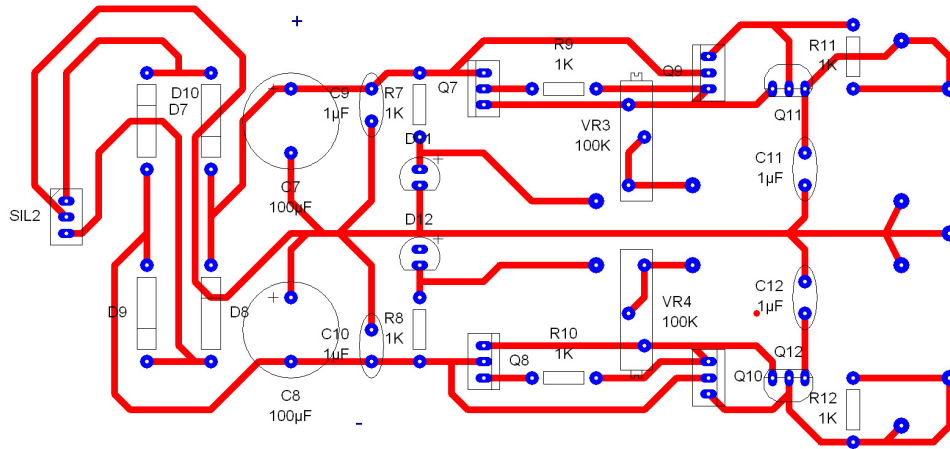 +
R9
1K
R11
1K
Q7
Q9
D10
D7
C9
1µF
R7
1K
Q11
VR3
100K
D11
C11
1µF
C7
100µF
SIL2
D12
C12
1µF
D9
D8
VR4
100K
C10
1µF
R8
1K
R10
1K
Q8
Q12
Q10
C8
100µF
R12
1K
-